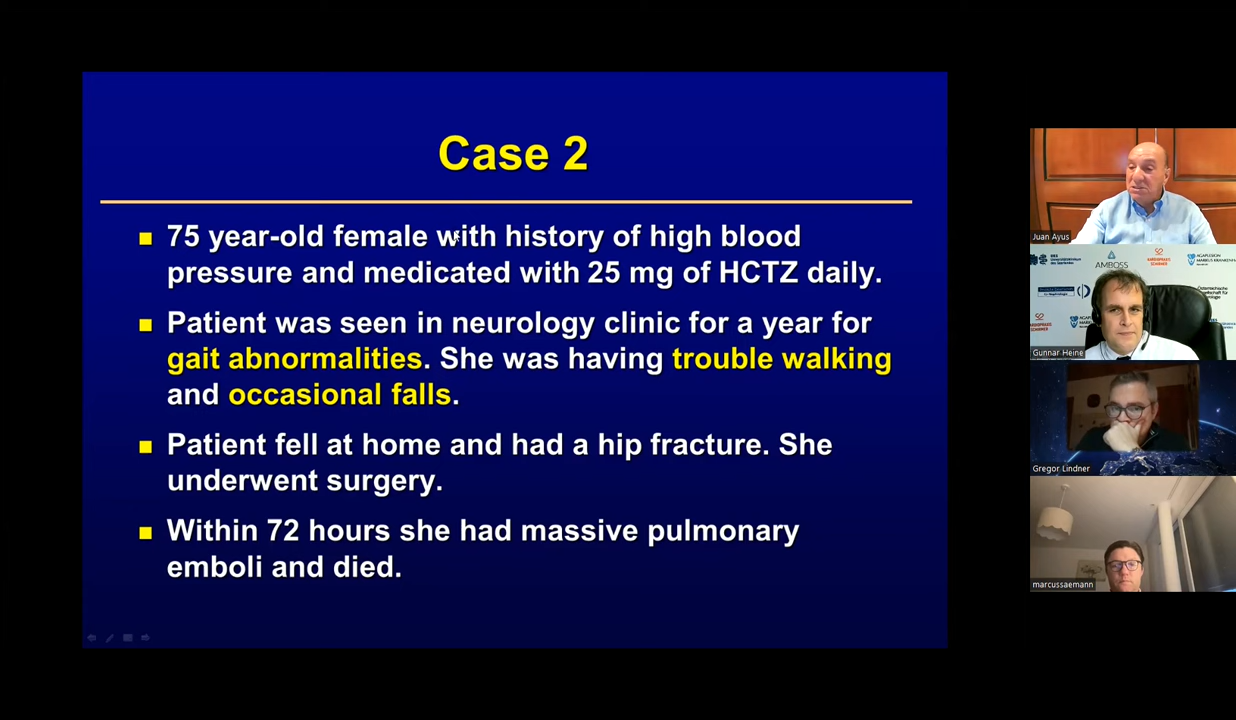 Case 2
75 year-old female with history of high blood
pressure and medicated with 25 mg of HCTZ daily.
Patient was seen in neurology clinic for a year for
gait abnormalities. She was having trouble walking
and occasional falls.
Patient fell at home and had a hip fracture. She
underwent surgery.
Within 72 hours she had massive pulmonary
emboli and died.
Juan Ayus
AMBOSS
Gunnar Heine
Gregor Lindner
marcussaemann